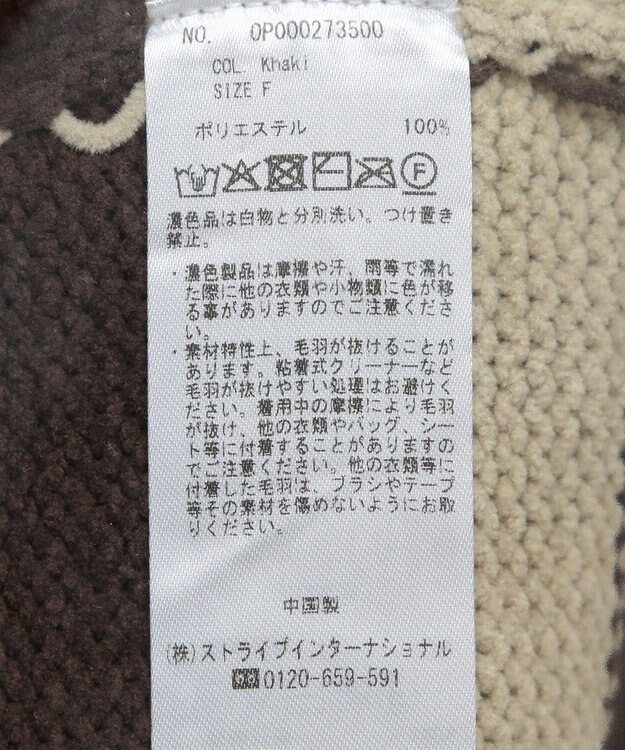 NO. OP000273500
COL Khaki
SIZE F
ポリエステル 100%
F
濃色品は白物と分別洗い。つけ置き
禁止。
・濃色製品は摩擦や汗、雨等で濡れ
た際に他の衣類や小物類に色が移
る事がありますのでご注意くださ
い。
・素材特性上、毛羽が抜けることが
あります。粘着式クリーナーなど
毛羽が抜けやすい処理はお避けく
ださい。着用中の摩擦により毛羽
が抜け、他の衣類やバッグ、シー
ト等に付着することがありますの
でご注意ください。他の衣類等に
付着した毛羽は、ブラシやテープ
等その素材を傷めないようにお取
りください。
中国製
(株)ストライプインターナショナル
0120-659-591